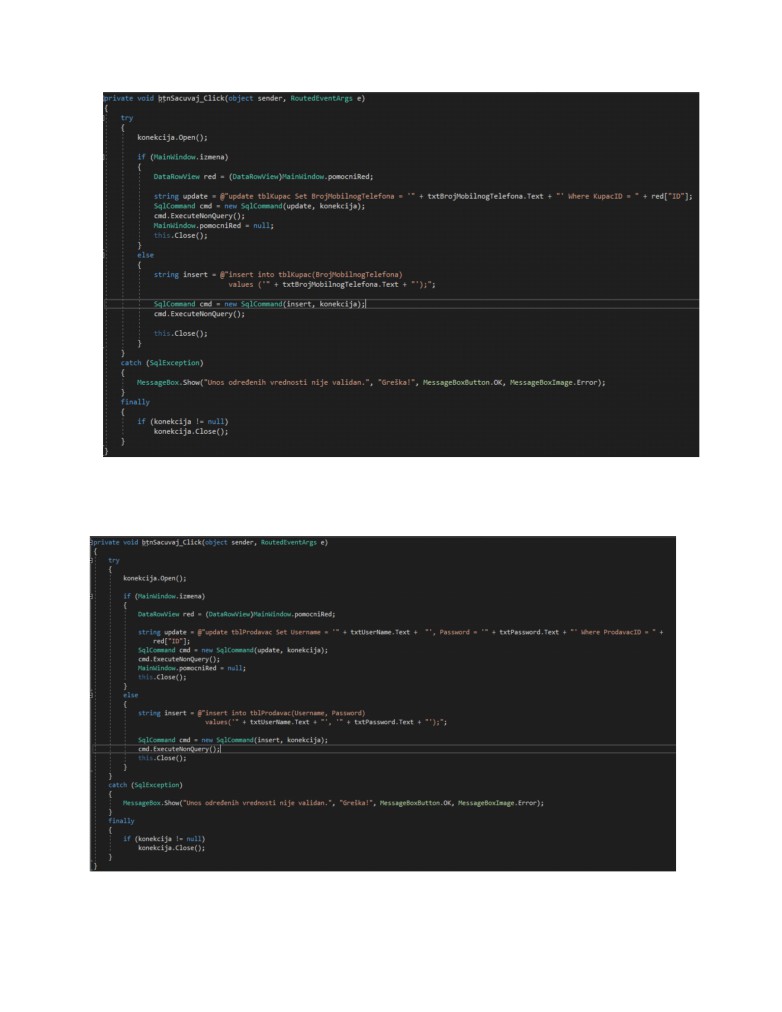 private void btnSacuvaj_Click(object sender, RoutedEventArgs e)
{
try
{
konekcija.Open();
if (MainWindow.izmena)
{
DataRowView red = (DataRowView)MainWindow.pomocniRed;
string update = @"update tblKupac Set BrojMobilnogTelefona = '" + txtBrojMobilnogTelefona.Text + "' Where KupacID = " + red["ID"];
SqlCommand cmd = new SqlCommand(update, konekcija);
cmd.ExecuteNonQuery();
MainWindow.pomocniRed = null;
this.Close();
}
else
{
string insert = @"insert into tblKupac(BrojMobilnogTelefona)
values ('" + txtBrojMobilnogTelefona.Text + "');";
SqlCommand cmd = new SqlCommand(insert, konekcija);
cmd.ExecuteNonQuery();
this.Close();
}
}
catch (SqlException)
{
MessageBox.Show("Unos određenih vrednosti nije validan.", "Greška!", MessageBoxButton.OK, MessageBoxImage.Error);
}
finally
{
if (konekcija != null)
konekcija.Close();
}
}
private void btnSacuvaj_Click(object sender, RoutedEventArgs e)
{
try
{
konekcija.Open();
if (MainWindow.izmena)
{
DataRowView red = (DataRowView)MainWindow.pomocniRed;
string update = @"update tblProdavac Set Username = '" + txtUserName.Text + "', Password = '" + txtPassword.Text + "' Where ProdavacID = " +
red["ID"];
SqlCommand cmd = new SqlCommand(update, konekcija);
cmd.ExecuteNonQuery();
MainWindow.pomocniRed = null;
this.Close();
}
else
{
string insert = @"insert into tblProdavac(Username, Password)
values('" + txtUserName.Text + "', '" + txtPassword.Text + "');";
SqlCommand cmd = new SqlCommand(insert, konekcija);
cmd.ExecuteNonQuery();
this.Close();
}
}
catch (SqlException)
{
MessageBox.Show("Unos određenih vrednosti nije validan.", "Greška!", MessageBoxButton.OK, MessageBoxImage.Error);
}
finally
{
if (konekcija != null)
konekcija.Close();
}
}